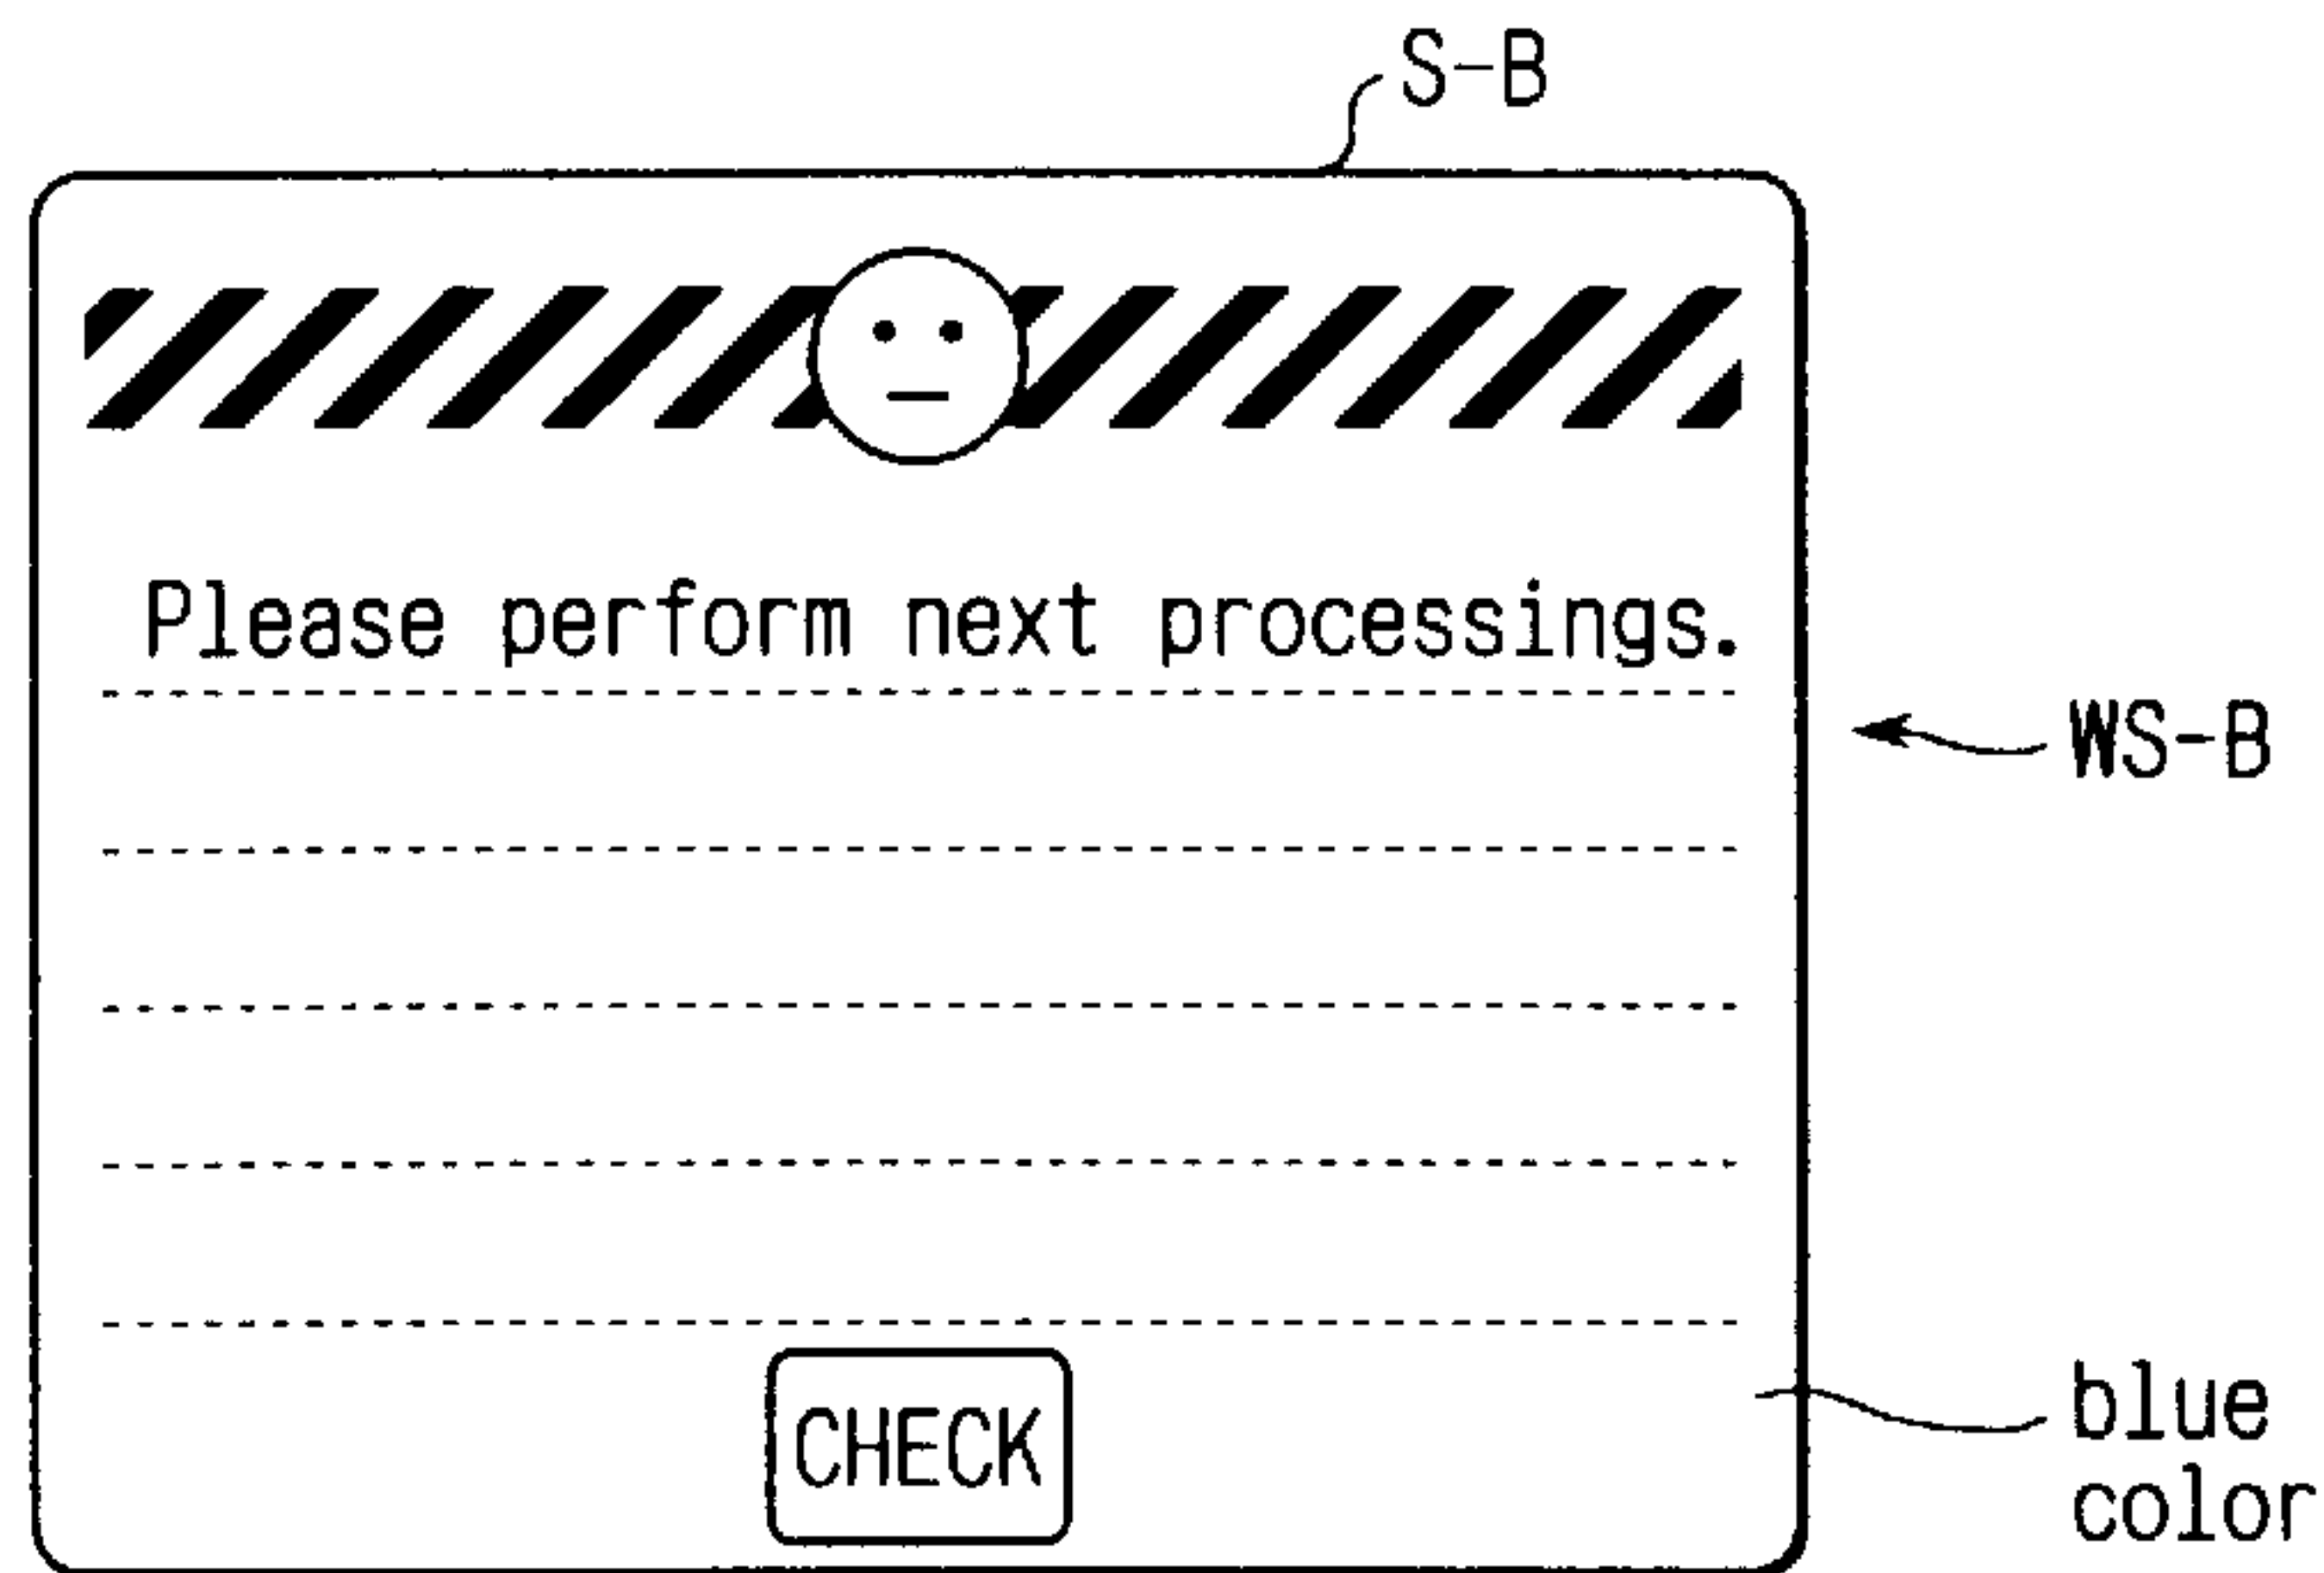 S-B
Please perform next processings.
WS-B
CHECK
blue
color